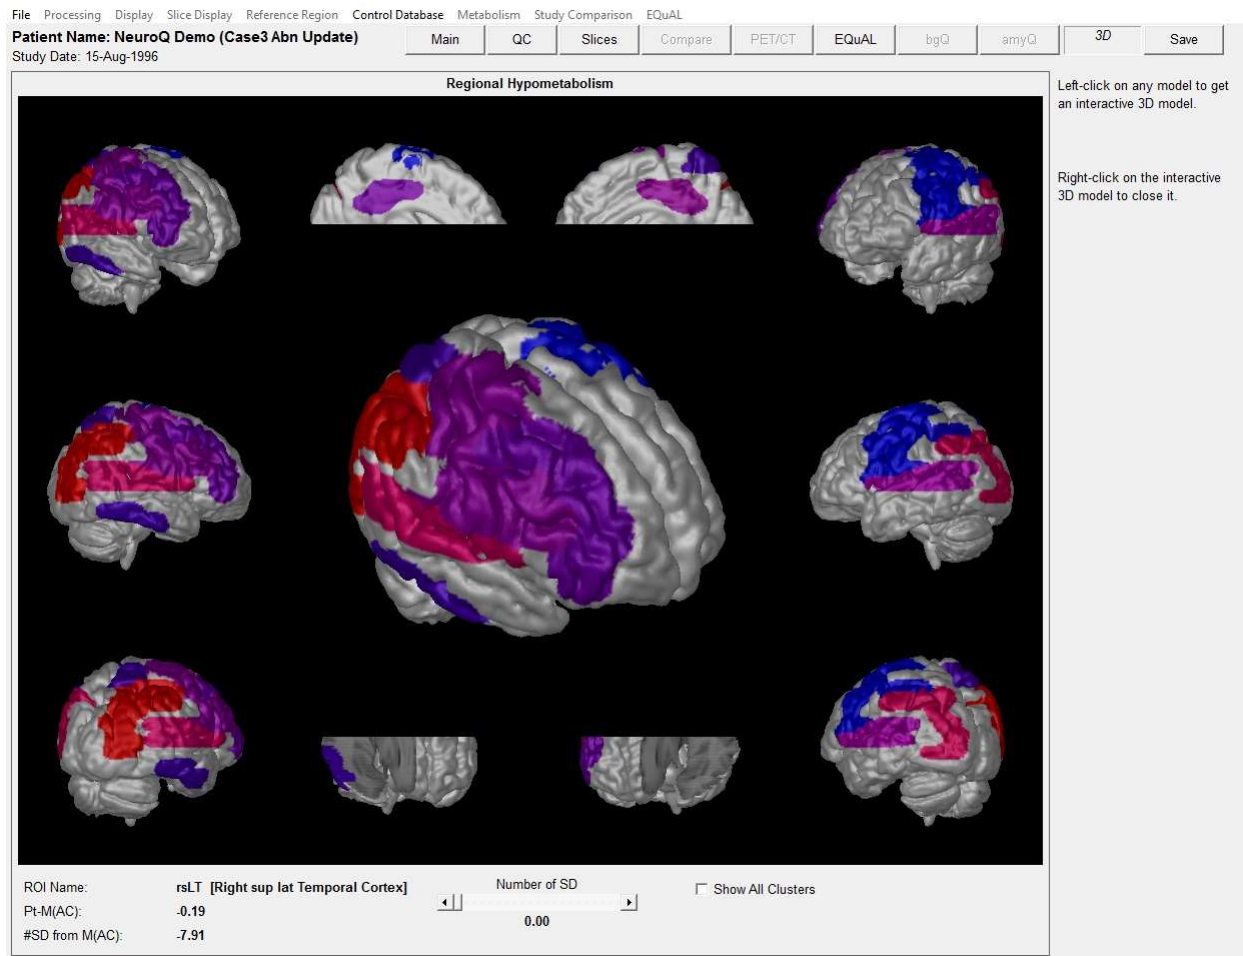 File Processing Display Slice Display Reference Region Control Database Metabolism Study Comparison EQuAL
Patient Name: NeuroQ Demo (Case3 Abn Update)
Study Date: 15-Aug-1996
Main QC Slices Compare PET/CT EQuAL bgQ amyQ 3D Save
Regional Hypometabolism
Left-click on any model to get
an interactive 3D model.
Right-click on the interactive
3D model to close it.
ROI Name: rsLT [Right sup lat Temporal Cortex]
Pt-M(AC): -0.19
#SD from M(AC): -7.91
Number of SD
0.00
Show All Clusters